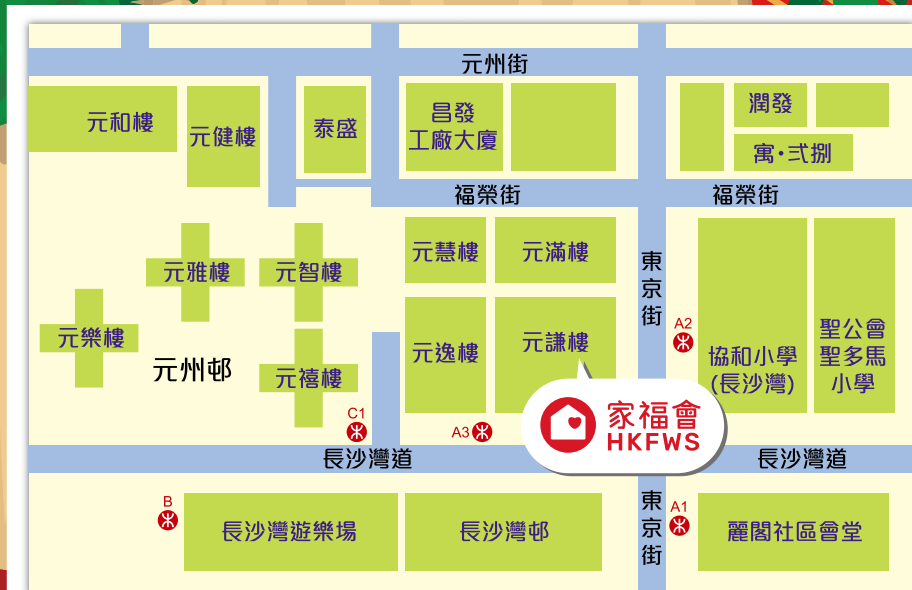 元州街
元和樓
元健樓
泰盛
昌發
工廠大廈
潤發
寓·弍捌
福榮街
福榮街
元雅樓
元智樓
元慧樓
元滿樓
東京街
元樂樓
元州邨
元禧樓
元逸樓
元謙樓
A2
協和小學
(長沙灣)
聖公會
聖多馬
小學
C1
A3
家福會
HKFWS
長沙灣道
長沙灣道
B
長沙灣遊樂場
長沙灣邨
東京街
A1
麗閣社區會堂